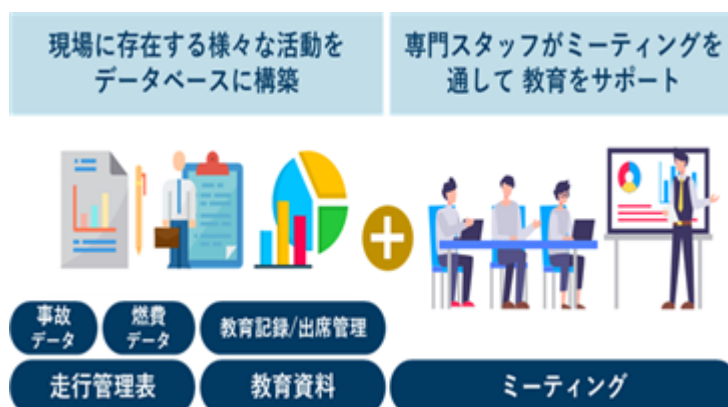 現場に存在する様々な活動を
データベースに構築
専門スタッフがミーティングを
通して 教育をサポート
事故
データ
燃費
データ
教育記録/出席管理
走行管理表
教育資料
ミーティング